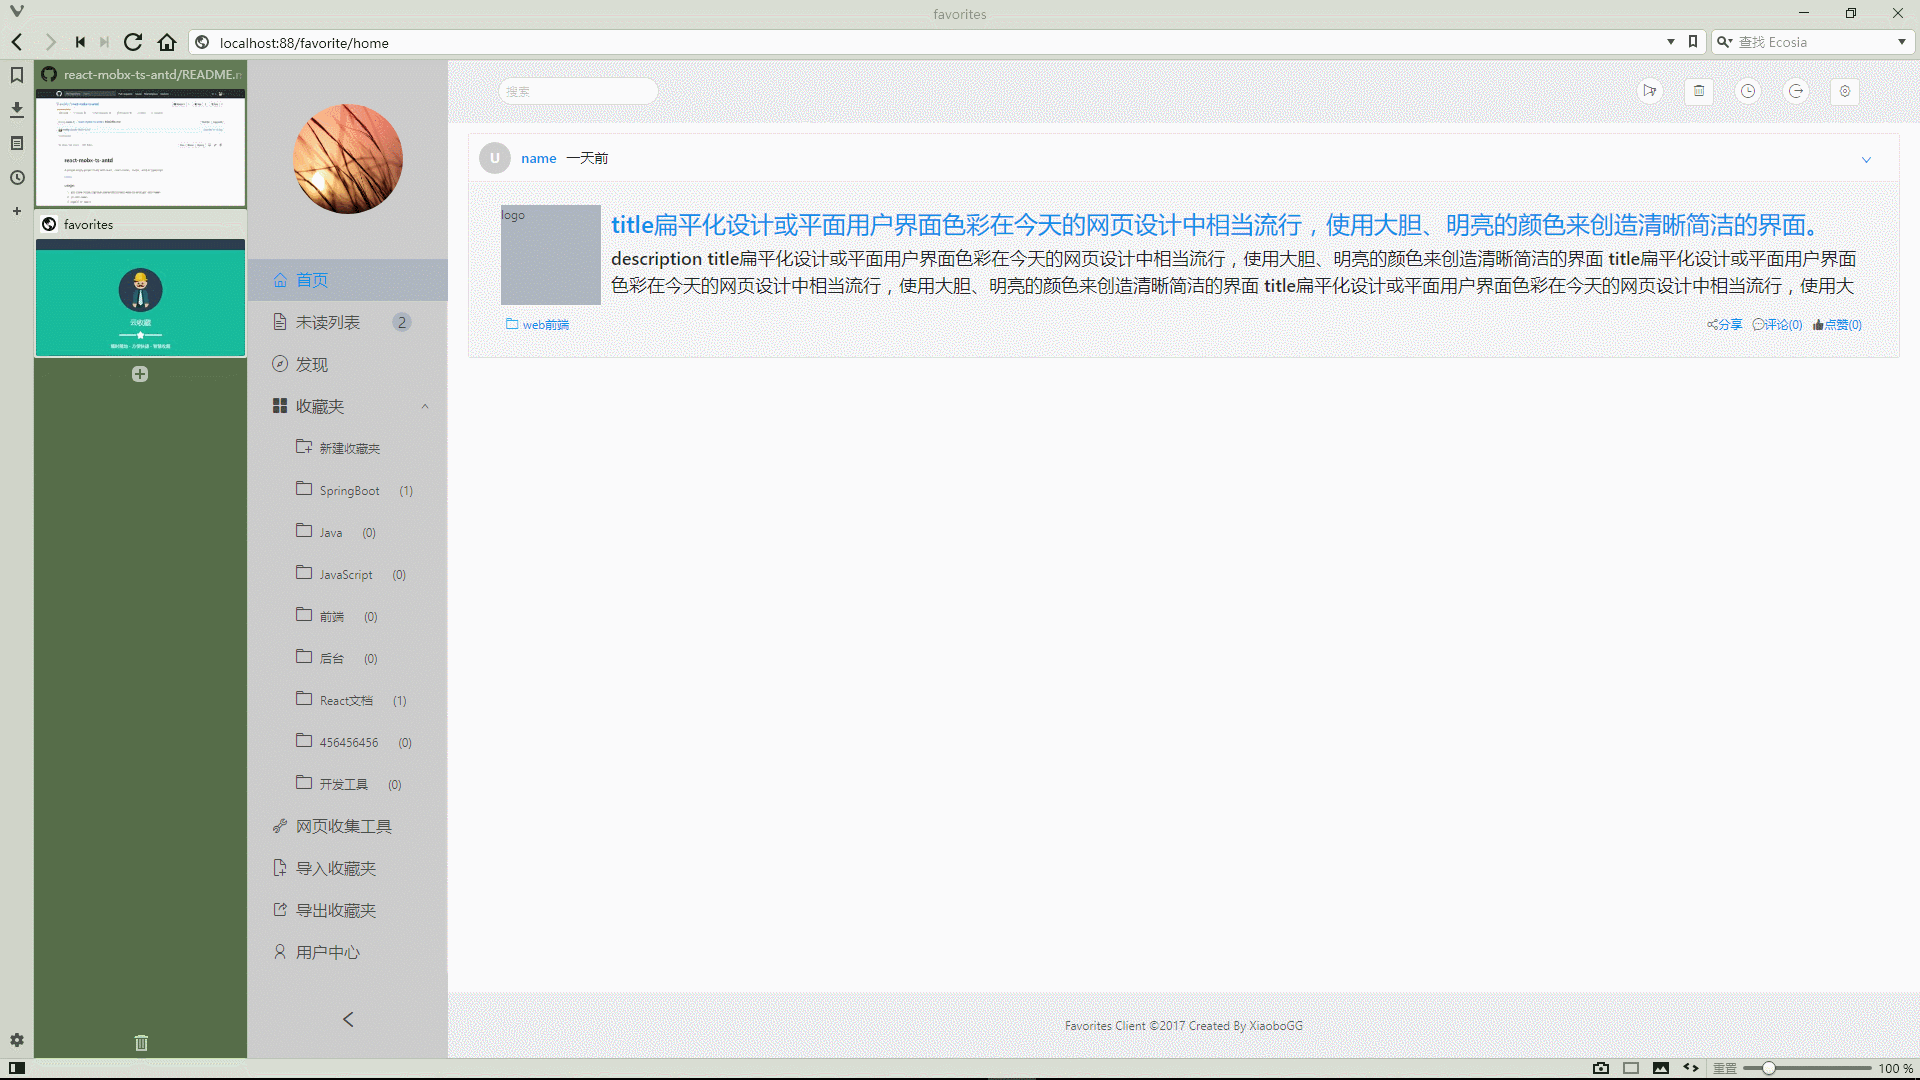 favorites
localhost:88/favorite/home
查找 Ecosia
react-mobx-ts-antd/README.m
react-mobx-ts-antd
favorites
云收藏
首页
未读列表 2
发现
收藏夹
新建收藏夹
SpringBoot (1)
Java (0)
JavaScript (0)
前端 (0)
后台 (0)
React文档 (1)
456456456 (0)
开发工具 (0)
网页收集工具
导入收藏夹
导出收藏夹
用户中心
搜索
U name 一天前
logo
title扁平化设计或平面用户界面色彩在今天的网页设计中相当流行，使用大胆、明亮的颜色来创造清晰简洁的界面。
description title扁平化设计或平面用户界面色彩在今天的网页设计中相当流行，使用大胆、明亮的颜色来创造清晰简洁的界面 title扁平化设计或平面用户界面
色彩在今天的网页设计中相当流行，使用大胆、明亮的颜色来创造清晰简洁的界面 title扁平化设计或平面用户界面色彩在今天的网页设计中相当流行，使用大
web前端
分享 评论(0) 点赞(0)
Favorites Client ©2017 Created By XiaoboGG
重置 100 %